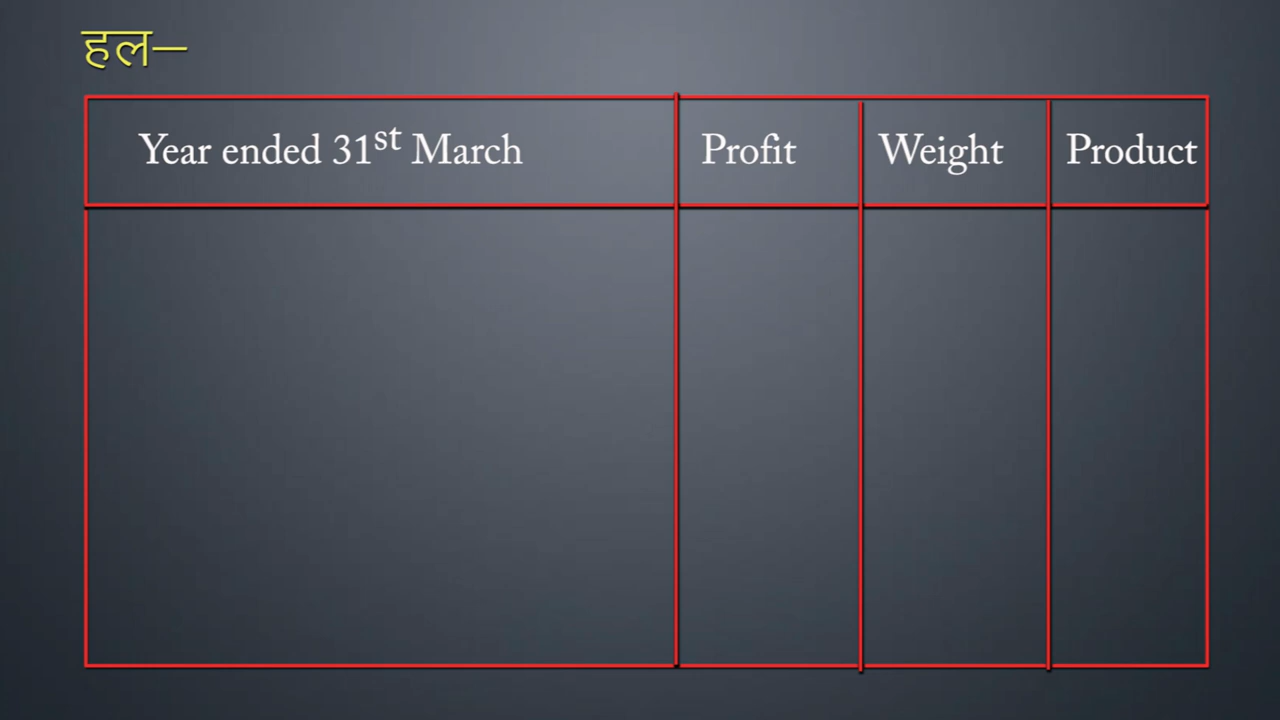 हल—
Year ended 31st March Profit Weight Product